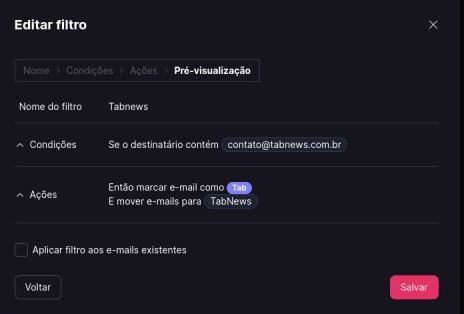 Editar filtro
Nome > Condições > Ações > Pré-visualização
Nome do filtro Tabnews
Condições Se o destinatário contém contato@tabnews.com.br
Ações Então marcar e-mail como Tab
E mover e-mails para TabNews
Aplicar filtro aos e-mails existentes
Voltar Salvar